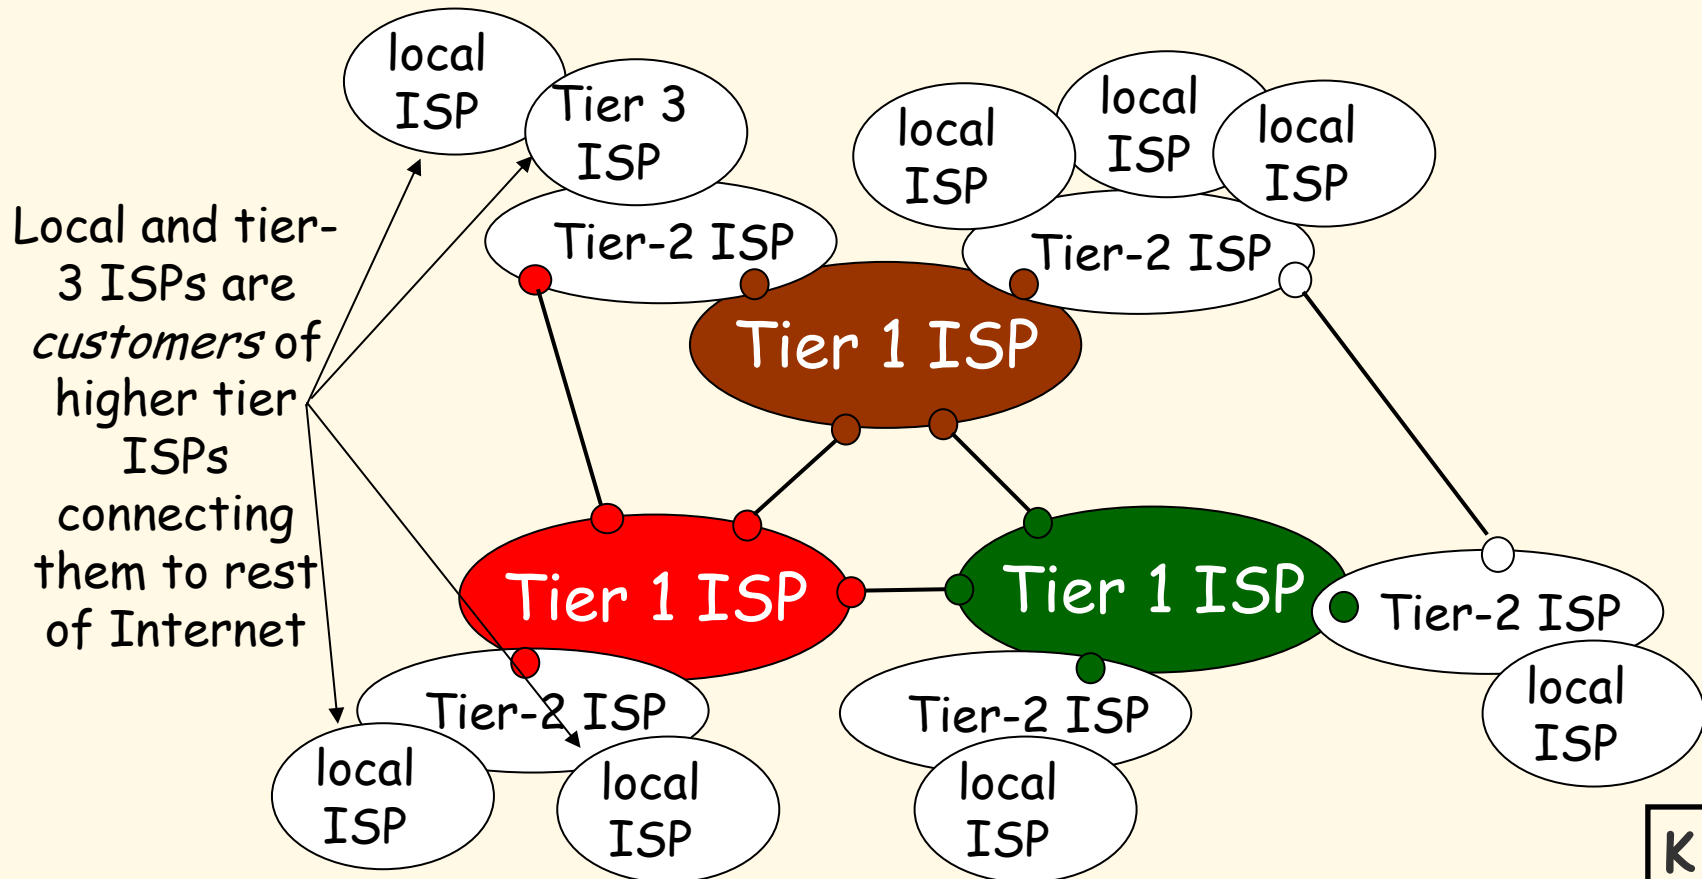 local
ISP
Tier 3
ISP
local
ISP
local
ISP
local
ISP
Local and tier-
3 ISPs are
customers of
higher tier
ISPs
connecting
them to rest
of Internet
Tier-2 ISP
Tier-2 ISP
Tier 1 ISP
Tier 1 ISP
Tier 1 ISP
Tier-2 ISP
Tier-2 ISP
Tier-2 ISP
local
ISP
local
ISP
local
ISP
local
ISP
K